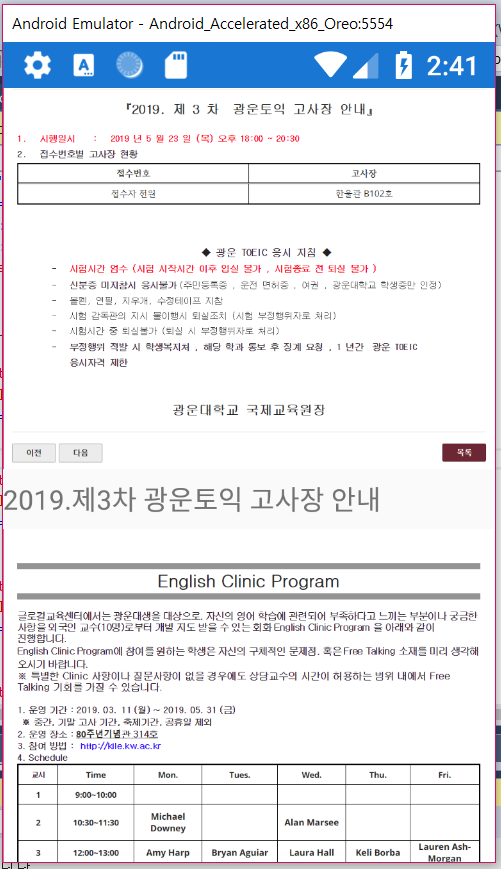 Android Emulator - Android_Accelerated_x86_Oreo:5554
2:41
『2019. 제 3 차 광운토익 고사장 안내』
1. 시행일시 : 2019 년 5 월 23 일 (목) 오후 18:00 ~ 20:30
2. 접수번호별 고사장 현황
접수번호 고사장
접수자 전원 한울관 B102호
◆ 광운 TOEIC 응시 지침 ◆
- 시험시간 엄수 (시험 시작시간 이후 입실 불가 , 시험종료 전 퇴실 불가 )
- 신분증 미지참시 응시불가 (주민등록증 , 운전 면허증 , 여권 , 광운대학교 학생증만 인정)
- 볼펜, 연필, 지우개, 수정테이프 지참
- 시험 감독관의 지시 불이행시 퇴실조치 (시험 부정행위자로 처리)
- 시험시간 중 퇴실불가 (퇴실 시 부정행위자로 처리)
- 부정행위 적발 시 학생복지처 , 해당 학과 통보 후 징계 요청 , 1 년간 광운 TOEIC
응시자격 제한
광운대학교 국제교육원장
이전 다음 목록
2019.제3차 광운토익 고사장 안내
English Clinic Program
글로컬교육센터에서는 광운대생을 대상으로, 자신의 영어 학습에 관련되어 부족하다고 느끼는 부분이나 궁금한
사항을 외국인 교수(10명)로부터 개별 지도 받을 수 있는 회화 English Clinic Program 을 아래와 같이
진행합니다.
English Clinic Program에 참여를 원하는 학생은 자신의 구체적인 문제점, 혹은 Free Talking 소재를 미리 생각해
오시기 바랍니다.
※ 특별한 Clinic 사항이나 질문사항이 없을 경우에도 상담교수의 시간이 허용하는 범위 내에서 Free
Talking 기회를 가질 수 있습니다.
1. 운영 기간 : 2019. 03. 11 (월) ~ 2019. 05. 31 (금)
※ 중간, 기말 고사 기간, 축제기간, 공휴일 제외
2. 운영 장소 : 80주년기념관 314호
3. 참여 방법 : http://klle.kw.ac.kr
4. Schedule
교시 Time Mon. Tues. Wed. Thu. Fri.
1 9:00~10:00
2 10:30~11:30 Michael Downey Alan Marsee
3 12:00~13:00 Amy Harp Bryan Aguiar Laura Hall Keli Borba Lauren Ash-Morgan